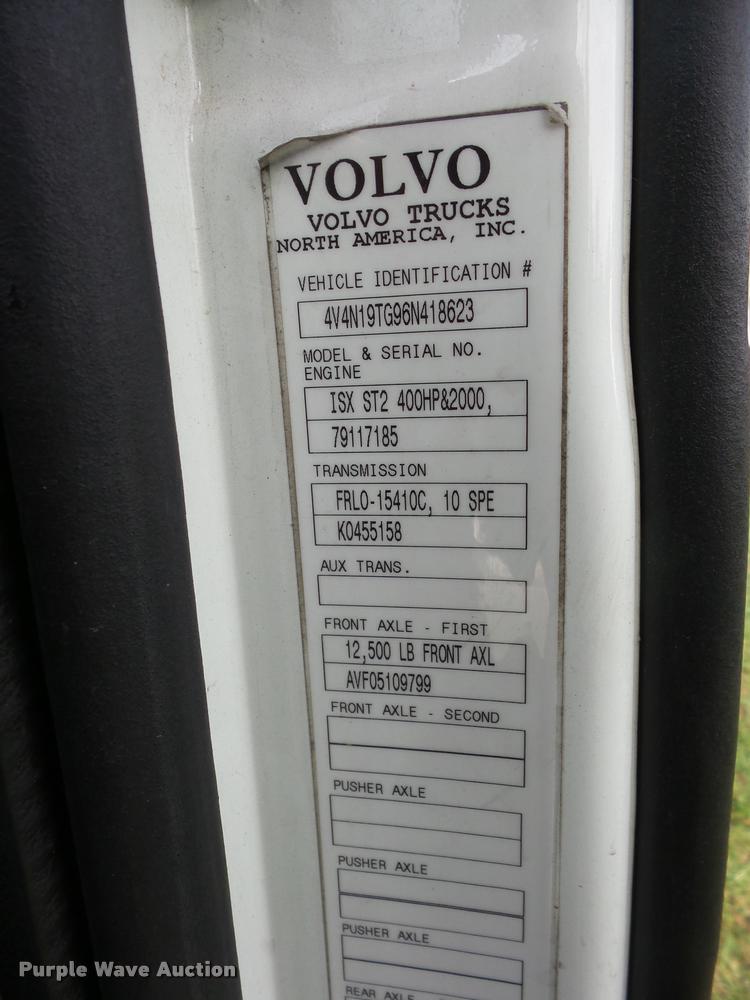 VOLVO
VOLVO TRUCKS
NORTH AMERICA, INC.
VEHICLE IDENTIFICATION #
4V4N19TG96N418623
MODEL & SERIAL NO.
ENGINE
ISX ST2 400HP&2000,
79117185
TRANSMISSION
FRLO-15410C, 10 SPE
K0455158
AUX TRANS.
FRONT AXLE - FIRST
12,500 LB FRONT AXL
AVF05109799
FRONT AXLE - SECOND
PUSHER AXLE
PUSHER AXLE
PUSHER AXLE
REAR AXLE
Purple Wave Auction